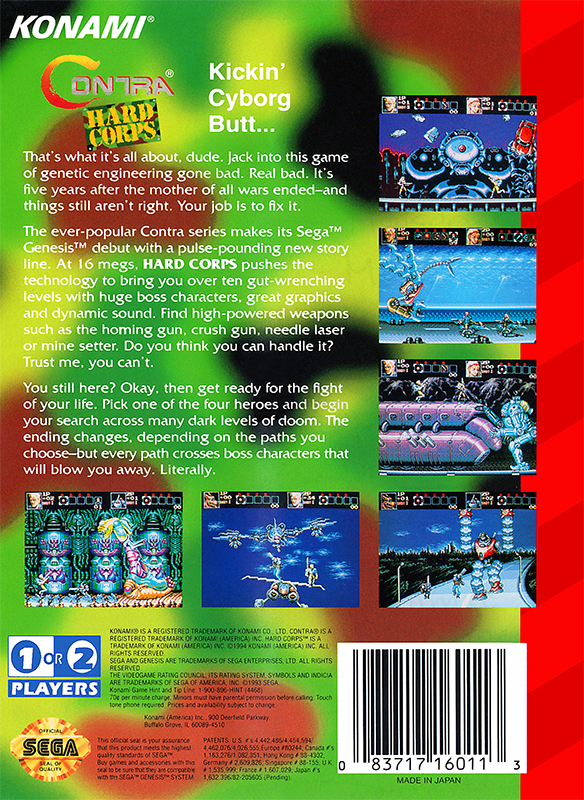 KONAMI®
CONTRA®
HARD
CORPS
Kickin'
Cyborg
Butt...
That's what it's all about, dude. Jack into this game
of genetic engineering gone bad. Real bad. It's
five years after the mother of all wars ended–and
things still aren't right. Your job is to fix it.
The ever-popular Contra series makes its Sega™
Genesis™ debut with a pulse-pounding new story
line. At 16 megs, HARD CORPS pushes the
technology to bring you over ten gut-wrenching
levels with huge boss characters, great graphics
and dynamic sound. Find high-powered weapons
such as the homing gun, crush gun, needle laser
or mine setter. Do you think you can handle it?
Trust me, you can't.
You still here? Okay, then get ready for the fight
of your life. Pick one of the four heroes and begin
your search across many dark levels of doom. The
ending changes, depending on the paths you
choose–but every path crosses boss characters that
will blow you away. Literally.
1 OR 2
PLAYERS
KONAMI® IS A REGISTERED TRADEMARK OF KONAMI CO., LTD. CONTRA® IS A
REGISTERED TRADEMARK OF KONAMI (AMERICA) INC. HARD CORPS™ IS A
TRADEMARK OF KONAMI (AMERICA) INC. ©1994 KONAMI (AMERICA) INC. ALL
RIGHTS RESERVED.
SEGA AND GENESIS ARE TRADEMARKS OF SEGA ENTERPRISES, LTD. ALL RIGHTS
RESERVED.
THE VIDEOGAME RATING COUNCIL, ITS RATING SYSTEM, SYMBOLS AND INDICIA
ARE TRADEMARKS OF SEGA OF AMERICA, INC. ©1993 SEGA.
Konami Game Hint and Tip Line: 1-900-896-HINT (4468)
70¢ per minute charge. Minors must have parental permission before calling. Touch
tone phone required. Prices and availability subject to change.
Konami (America) Inc., 900 Deerfield Parkway,
Buffalo Grove, IL 60089-4510
OFFICIAL
SEGA
SEAL OF
QUALITY
This official seal is your assurance
that this product meets the highest
quality standards of SEGA™.
Buy games and accessories with this
seal to be sure that they are compatible
with the SEGA™ GENESIS™ SYSTEM.
PATENTS: U.S. #'s 4,442,486/4,454,594/
4,462,076/4,026,555; Europe #80244; Canada #'s
1,183,276/1,082,351; Hong Kong # 88-4302;
Germany # 2,609,826; Singapore # 88-155; U.K.
# 1,535,999; France # 1,607,029; Japan #'s
1,632,396/82-205605 (Pending)
0 83717 16011 3
MADE IN JAPAN